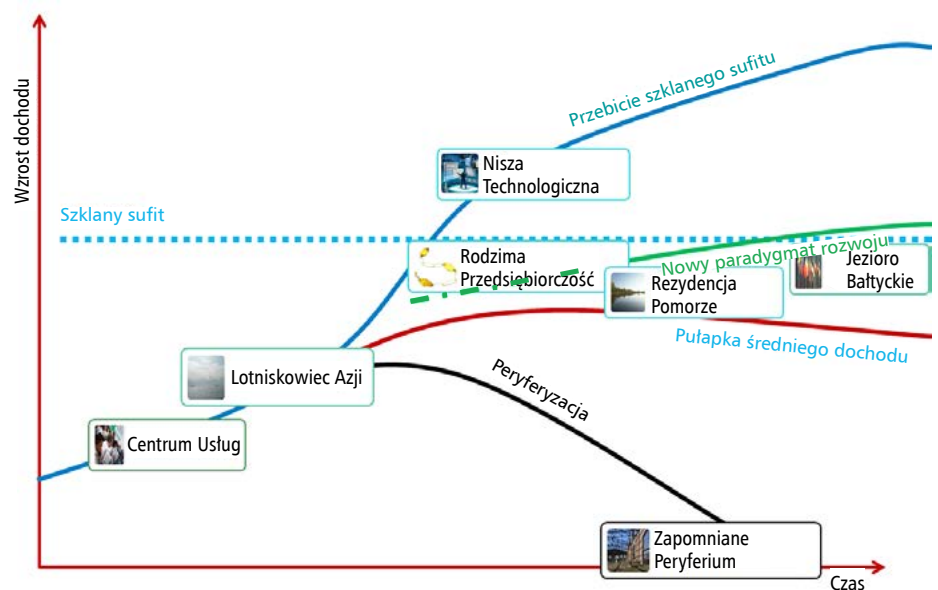 Wzrost dochodu
Przebicie szklanego sufitu
Nisza
Technologiczna
Szklany sufit
Rodzima
Przedsiębiorczość
Nowy paradygmat rozwoju
Jezioro
Bałtyckie
Rezydencja
Pomorze
Pułapka średniego dochodu
Lotniskowiec Azji
Peryferyzacja
Centrum Usług
Zapomniane
Peryferium
Czas